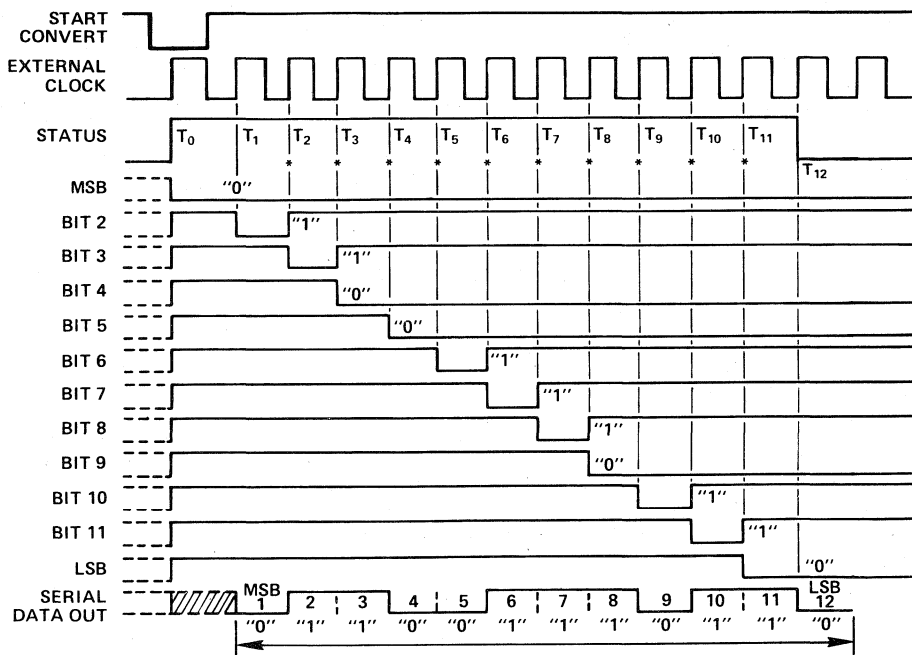 START
CONVERT
EXTERNAL
CLOCK
STATUS T0 T1 T2 T3 T4 T5 T6 T7 T8 T9 T10 T11
* * * * * * * * * *
T12
MSB "0"
BIT 2 "1"
BIT 3 "1"
BIT 4 "0"
BIT 5 "0"
BIT 6 "1"
BIT 7 "1"
BIT 8 "1"
BIT 9 "0"
BIT 10 "1"
BIT 11 "1"
LSB "0"
SERIAL
DATA OUT
MSB LSB
1 2 3 4 5 6 7 8 9 10 11 12
"0" "1" "1" "0" "0" "1" "1" "1" "0" "1" "1" "0"